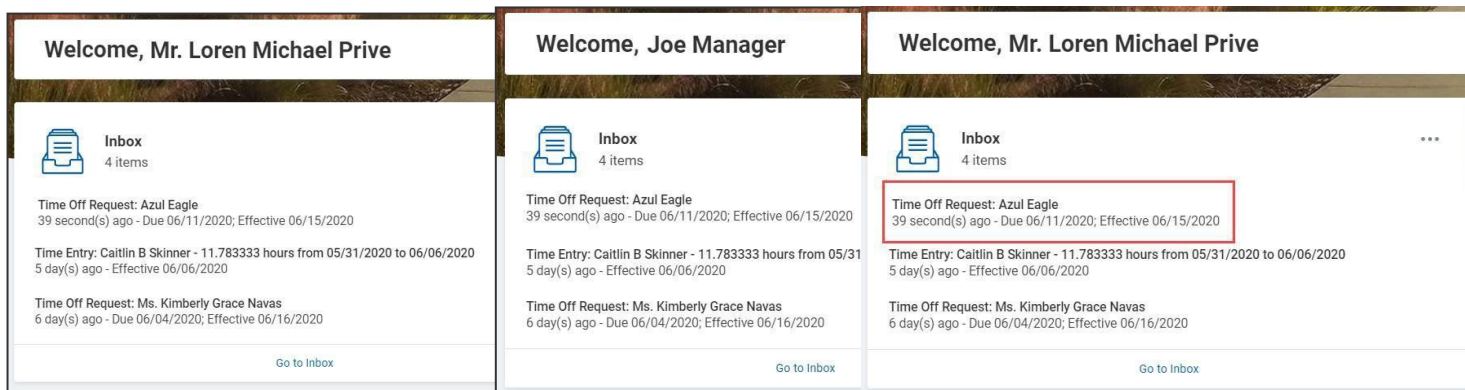 Welcome, Mr. Loren Michael Prive
Inbox
4 items
Time Off Request: Azul Eagle
39 second(s) ago - Due 06/11/2020; Effective 06/15/2020
Time Entry: Caitlin B Skinner - 11.783333 hours from 05/31/2020 to 06/06/2020
5 day(s) ago - Effective 06/06/2020
Time Off Request: Ms. Kimberly Grace Navas
6 day(s) ago - Due 06/04/2020; Effective 06/16/2020
Go to Inbox
Welcome, Joe Manager
Inbox
4 items
Time Off Request: Azul Eagle
39 second(s) ago - Due 06/11/2020; Effective 06/15/2020
Time Entry: Caitlin B Skinner - 11.783333 hours from 05/31
5 day(s) ago - Effective 06/06/2020
Time Off Request: Ms. Kimberly Grace Navas
6 day(s) ago - Due 06/04/2020; Effective 06/16/2020
Go to Inbox
Welcome, Mr. Loren Michael Prive
Inbox
4 items
Time Off Request: Azul Eagle
39 second(s) ago - Due 06/11/2020; Effective 06/15/2020
Time Entry: Caitlin B Skinner - 11.783333 hours from 05/31/2020 to 06/06/2020
5 day(s) ago - Effective 06/06/2020
Time Off Request: Ms. Kimberly Grace Navas
6 day(s) ago - Due 06/04/2020; Effective 06/16/2020
Go to Inbox